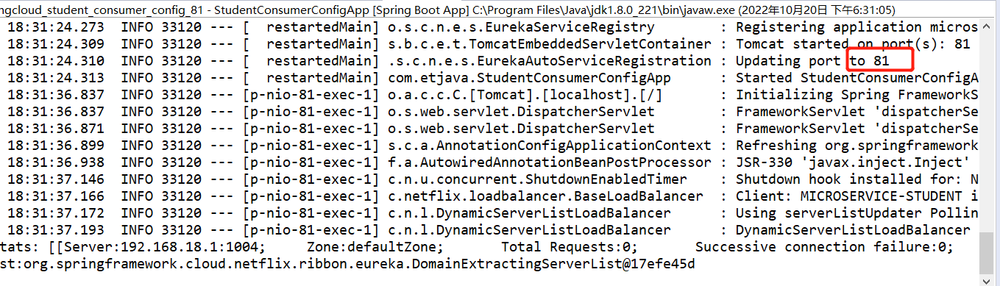 ngcloud_student_consumer_config_81 - StudentConsumerConfigApp [Spring Boot App] C:\Program Files\Java\jdk1.8.0_221\bin\javaw.exe (2022年10月20日 下午6:31:05)
18:31:24.273  INFO 33120 --- [  restartedMain] o.s.c.n.e.s.EurekaServiceRegistry        : Registering application micros
18:31:24.309  INFO 33120 --- [  restartedMain] s.b.c.e.t.TomcatEmbeddedServletContainer : Tomcat started on port(s): 81
18:31:24.310  INFO 33120 --- [  restartedMain] .s.c.n.e.s.EurekaAutoServiceRegistration : Updating port to 81
18:31:24.313  INFO 33120 --- [  restartedMain] com.etjava.StudentConsumerConfigApp      : Started StudentConsumerConfigA
18:31:36.837  INFO 33120 --- [p-nio-81-exec-1] o.a.c.c.C.[Tomcat].[localhost].[/]       : Initializing Spring FrameworkS
18:31:36.837  INFO 33120 --- [p-nio-81-exec-1] o.s.web.servlet.DispatcherServlet        : FrameworkServlet 'dispatcherSe
18:31:36.871  INFO 33120 --- [p-nio-81-exec-1] o.s.web.servlet.DispatcherServlet        : FrameworkServlet 'dispatcherSe
18:31:36.899  INFO 33120 --- [p-nio-81-exec-1] s.c.a.AnnotationConfigApplicationContext : Refreshing org.springframework
18:31:36.938  INFO 33120 --- [p-nio-81-exec-1] f.a.AutowiredAnnotationBeanPostProcessor : JSR-330 'javax.inject.Inject'
18:31:37.146  INFO 33120 --- [p-nio-81-exec-1] c.n.u.concurrent.ShutdownEnabledTimer    : Shutdown hook installed for: N
18:31:37.166  INFO 33120 --- [p-nio-81-exec-1] c.netflix.loadbalancer.BaseLoadBalancer  : Client: MICROSERVICE-STUDENT i
18:31:37.172  INFO 33120 --- [p-nio-81-exec-1] c.n.l.DynamicServerListLoadBalancer      : Using serverListUpdater Pollin
18:31:37.193  INFO 33120 --- [p-nio-81-exec-1] c.n.l.DynamicServerListLoadBalancer      : DynamicServerListLoadBalancer
tats: [[Server:192.168.18.1:1004;    Zone:defaultZone;    Total Requests:0;    Successive connection failure:0;
st:org.springframework.cloud.netflix.ribbon.eureka.DomainExtractingServerList@17efe45d